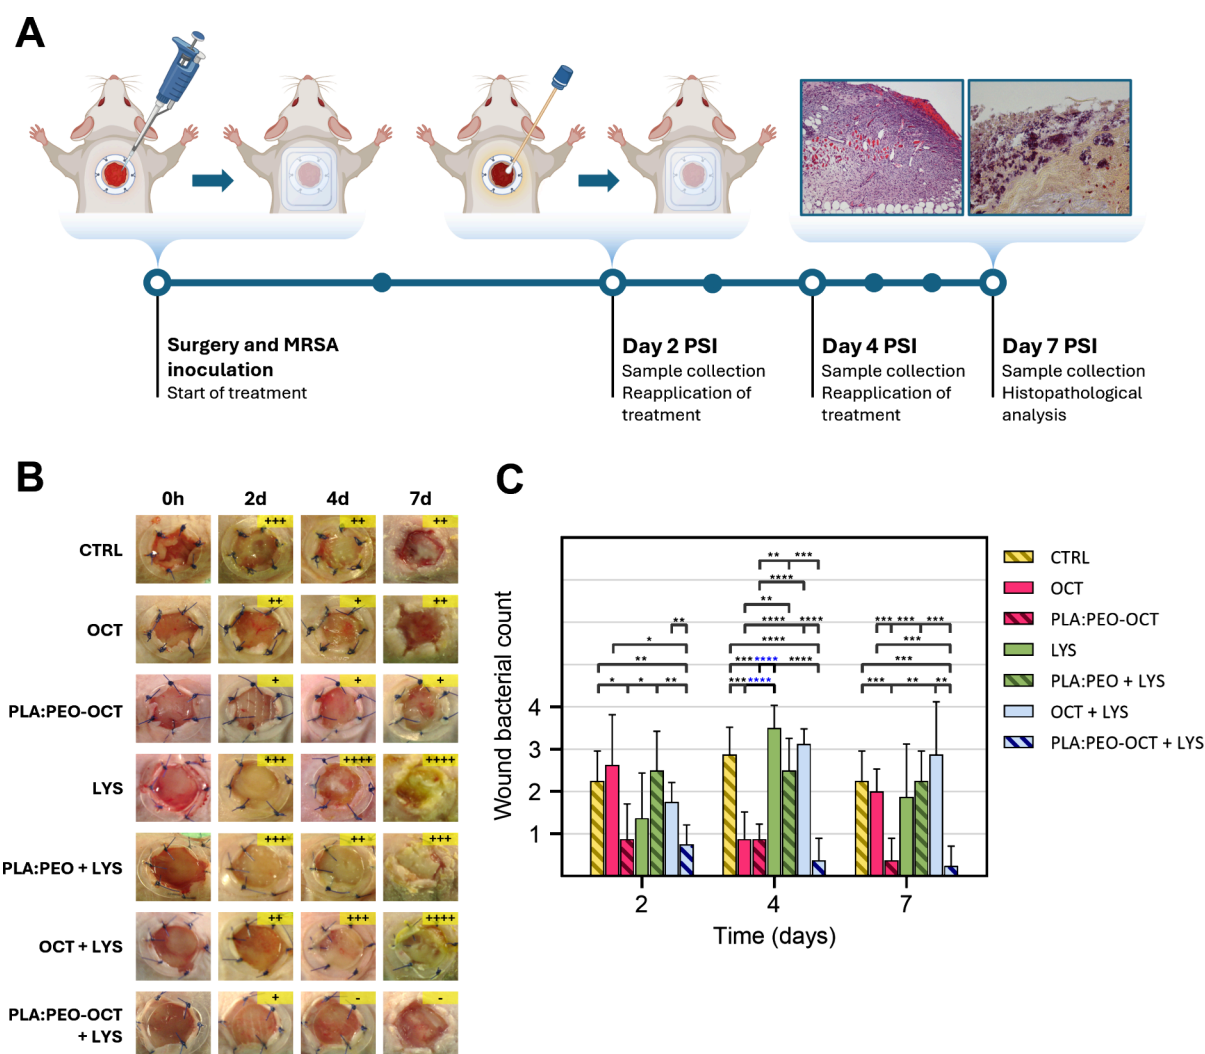 A
Surgery and MRSA
inoculation
Start of treatment
Day 2 PSI
Sample collection
Reapplication of
treatment
Day 4 PSI
Sample collection
Reapplication of
treatment
Day 7 PSI
Sample collection
Histopathological
analysis
B
0h 2d 4d 7d
CTRL +++ ++ ++
OCT ++ + ++
PLA:PEO-OCT + + +
LYS +++ ++++ ++++
PLA:PEO + LYS +++ ++ +++
OCT + LYS ++ +++ ++++
PLA:PEO-OCT
+ LYS + - -
C
Wound bacterial count
4
3
2
1
** ***
****
**
**** ****
****
*** **** ****
*** ****
**
*
**
* * **
*** *** ***
***
***
*** ** **
2 4 7
Time (days)
CTRL
OCT
PLA:PEO-OCT
LYS
PLA:PEO + LYS
OCT + LYS
PLA:PEO-OCT + LYS